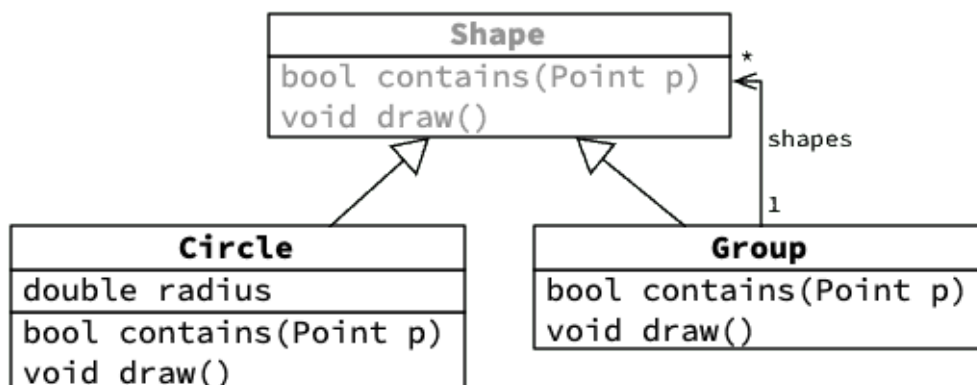 Shape
bool contains(Point p)
void draw()
*
shapes
1
Circle
double radius
bool contains(Point p)
void draw()
Group
bool contains(Point p)
void draw()